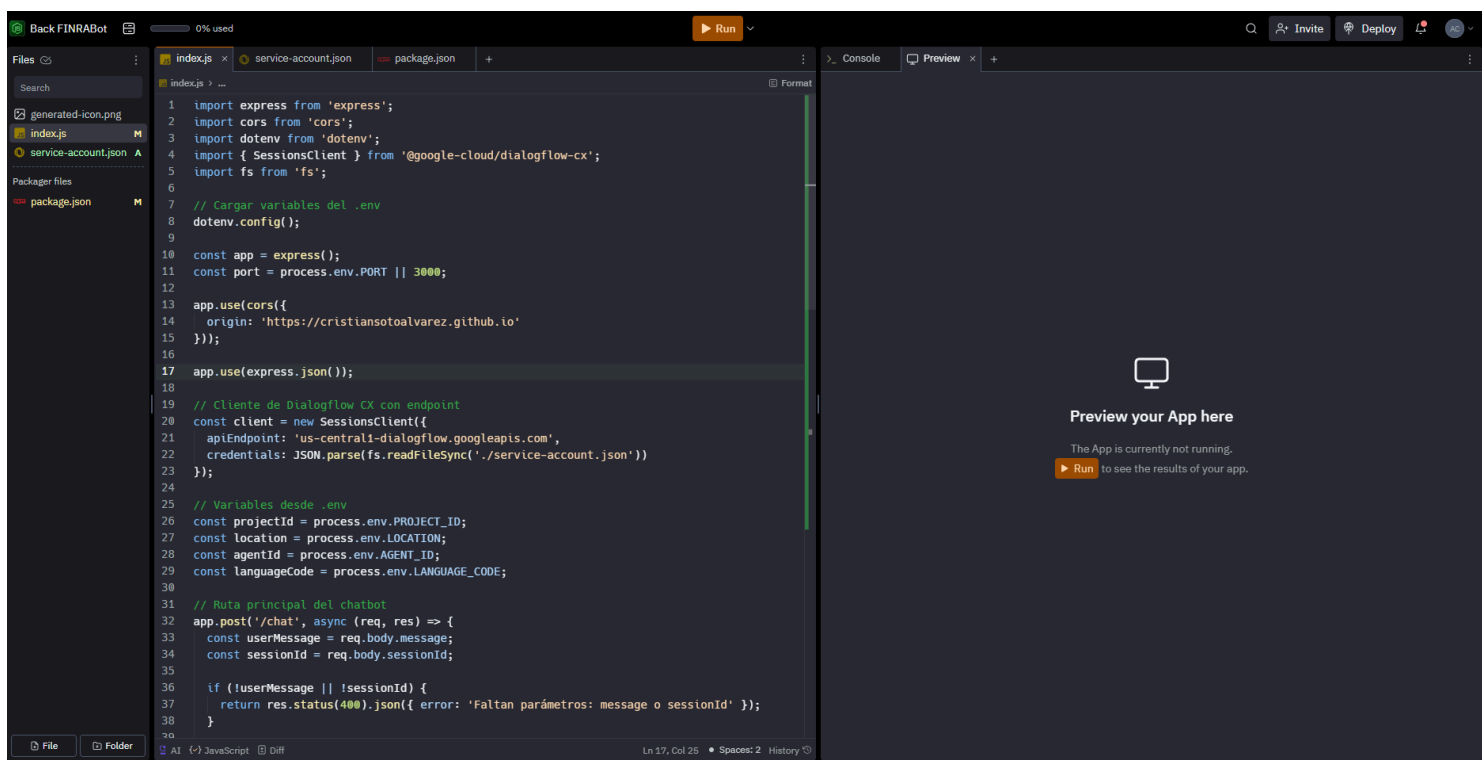 Back FINRABot
0% used
Run
Invite
Deploy
AC
Files
Search
generated-icon.png
index.js M
service-account.json A
Packager files
package.json M
File
Folder
index.js ×
service-account.json
package.json
+
index.js > ...
Format
1 import express from 'express';
2 import cors from 'cors';
3 import dotenv from 'dotenv';
4 import { SessionsClient } from '@google-cloud/dialogflow-cx';
5 import fs from 'fs';
6
7 // Cargar variables del .env
8 dotenv.config();
9
10 const app = express();
11 const port = process.env.PORT || 3000;
12
13 app.use(cors({
14 origin: 'https://cristiansotoalvarez.github.io'
15 }));
16
17 app.use(express.json());
18
19 // Cliente de Dialogflow CX con endpoint
20 const client = new SessionsClient({
21 apiEndpoint: 'us-central1-dialogflow.googleapis.com',
22 credentials: JSON.parse(fs.readFileSync('./service-account.json'))
23 });
24
25 // Variables desde .env
26 const projectId = process.env.PROJECT_ID;
27 const location = process.env.LOCATION;
28 const agentId = process.env.AGENT_ID;
29 const languageCode = process.env.LANGUAGE_CODE;
30
31 // Ruta principal del chatbot
32 app.post('/chat', async (req, res) => {
33 const userMessage = req.body.message;
34 const sessionId = req.body.sessionId;
35
36 if (!userMessage || !sessionId) {
37 return res.status(400).json({ error: 'Faltan parámetros: message o sessionId' });
38 }
39
AI
JavaScript
Diff
Ln 17, Col 25
Spaces: 2
History
>_ Console
Preview ×
+
Preview your App here
The App is currently not running.
Run to see the results of your app.